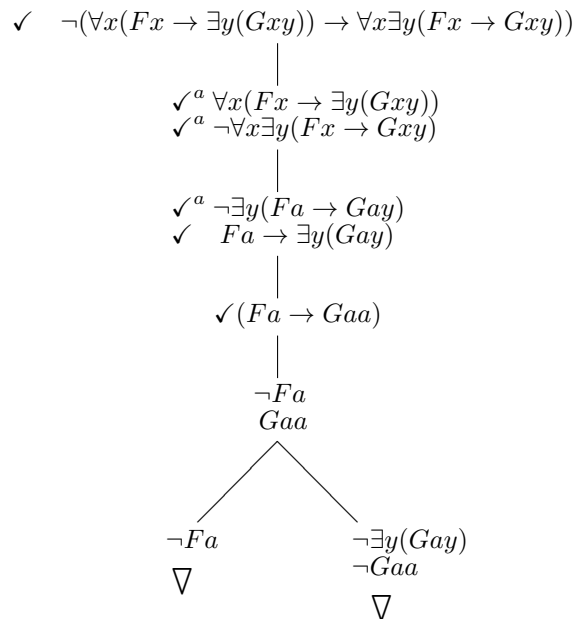 ✓ ¬(∀x(Fx → ∃y(Gxy)) → ∀x∃y(Fx → Gxy))
✓ᵃ ∀x(Fx → ∃y(Gxy))
✓ᵃ ¬∀x∃y(Fx → Gxy)
✓ᵃ ¬∃y(Fa → Gay)
✓ Fa → ∃y(Gay)
✓(Fa → Gaa)
¬Fa
Gaa
¬Fa ¬∃y(Gay)
¬Gaa
∇
∇